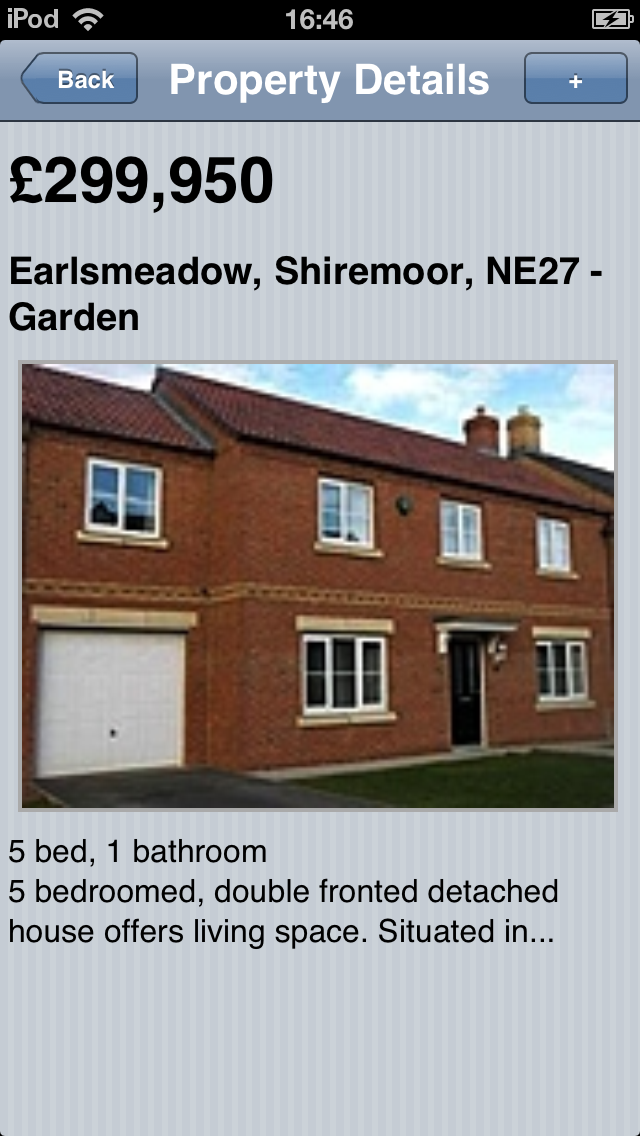 iPod 16:46
Back Property Details +
£299,950
Earlsmeadow, Shiremoor, NE27 -
Garden
5 bed, 1 bathroom
5 bedroomed, double fronted detached
house offers living space. Situated in...